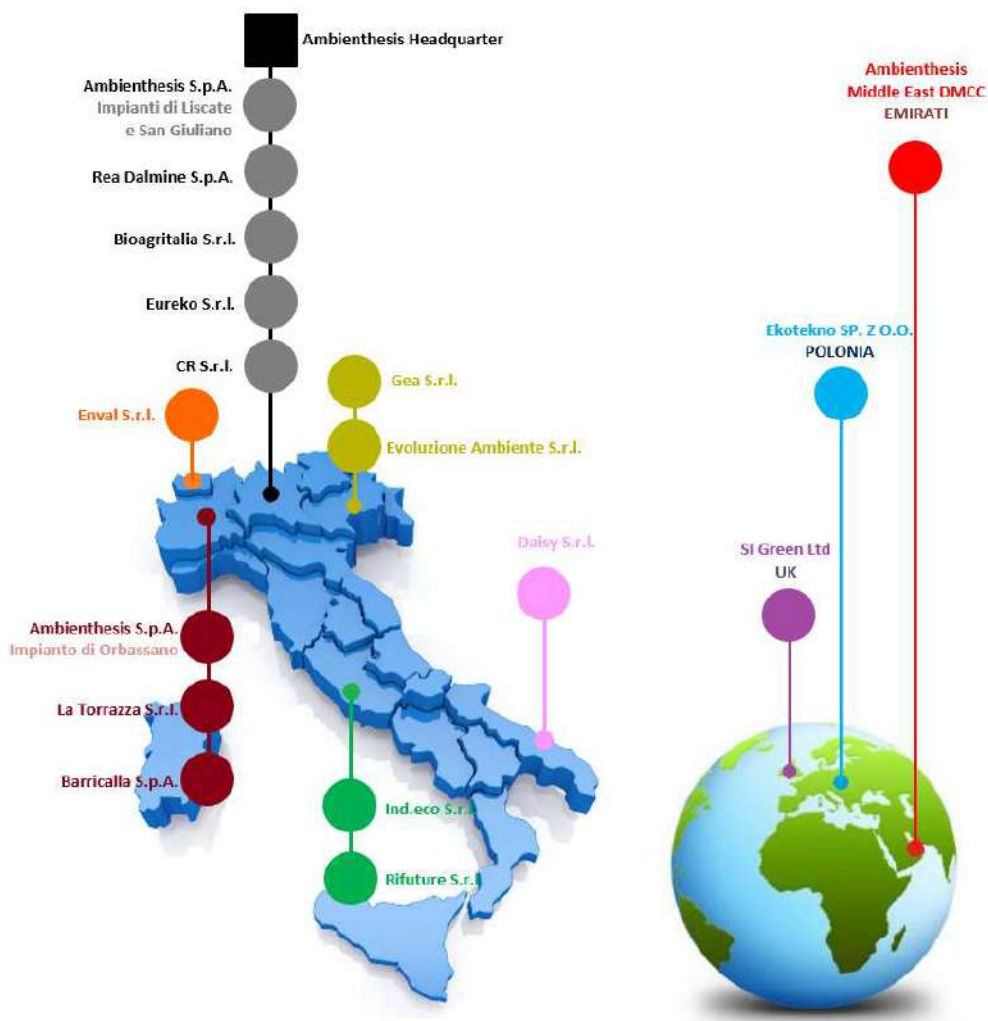 Ambienthesis Headquarter
Ambienthesis S.p.A.
Impianti di Liscate
e San Giuliano
Rea Dalmine S.p.A.
Bioagritalia S.r.l.
Eureko S.r.l.
CR S.r.l.
Enval S.r.l.
Gea S.r.l.
Evoluzione Ambiente S.r.l.
Daisy S.r.l.
Ambienthesis S.p.A.
Impianto di Orbassano
La Torrazza S.r.l.
Barricalla S.p.A.
Ind.eco S.r.l
Rifuture S.r.l
Ambienthesis
Middle East DMCC
EMIRATI
Ekotekno SP. Z O.O.
POLONIA
SI Green Ltd
UK